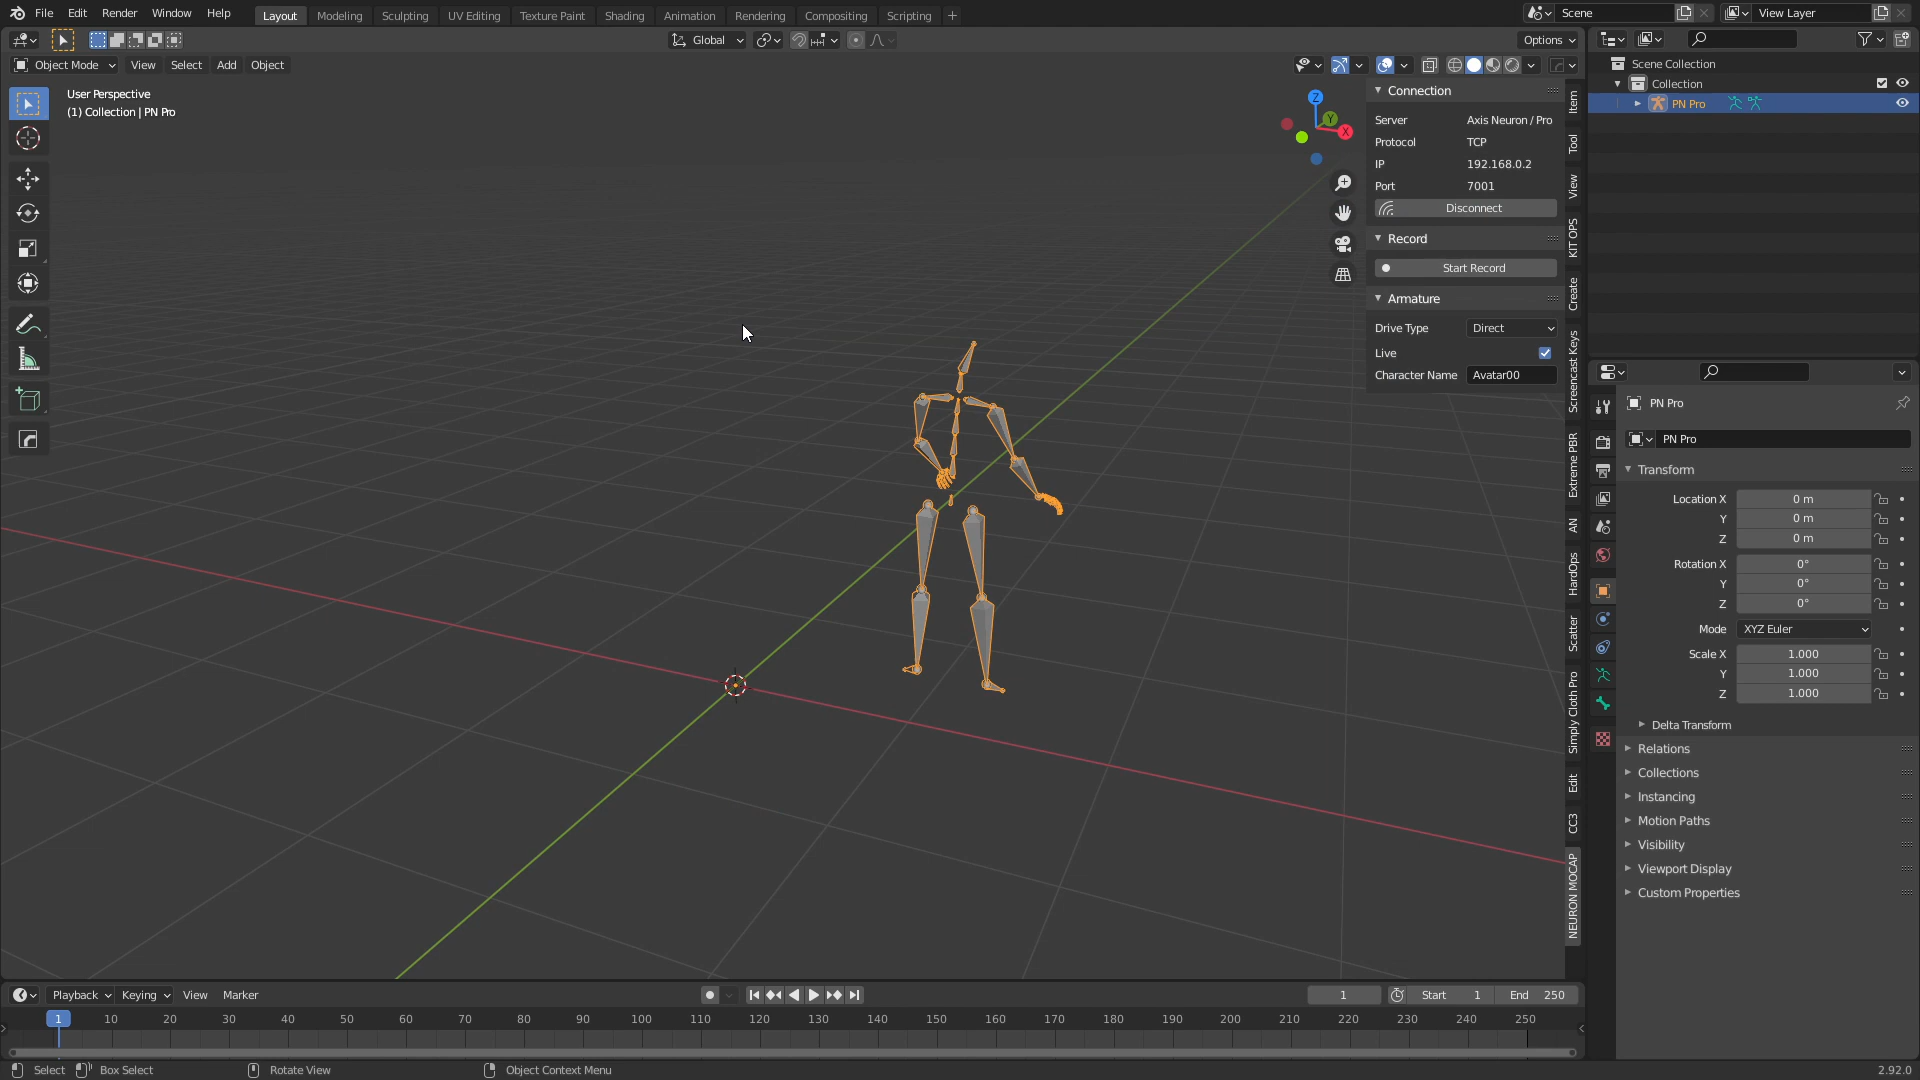 File Edit Render Window Help Layout Modeling Sculpting UV Editing Texture Paint Shading Animation Rendering Compositing Scripting + Scene View Layer
Global Options
Object Mode View Select Add Object
User Perspective
(1) Collection | PN Pro
Z
Y
X
Connection
Server Axis Neuron / Pro
Protocol TCP
IP 192.168.0.2
Port 7001
Disconnect
Record
Start Record
Armature
Drive Type Direct
Live
Character Name Avatar00
Item
Tool
View
KIT OPS
Create
Screencast Keys
Extreme PBR
AN
HardOps
Scatter
Simply Cloth Pro
Edit
CC3
NEURON MOCAP
Scene Collection
Collection
PN Pro
PN Pro
PN Pro
Transform
Location X 0 m
Y 0 m
Z 0 m
Rotation X 0°
Y 0°
Z 0°
Mode XYZ Euler
Scale X 1.000
Y 1.000
Z 1.000
Delta Transform
Relations
Collections
Instancing
Motion Paths
Visibility
Viewport Display
Custom Properties
Playback Keying View Marker 1 Start 1 End 250
1 10 20 30 40 50 60 70 80 90 100 110 120 130 140 150 160 170 180 190 200 210 220 230 240 250
Select Box Select Rotate View Object Context Menu 2.92.0